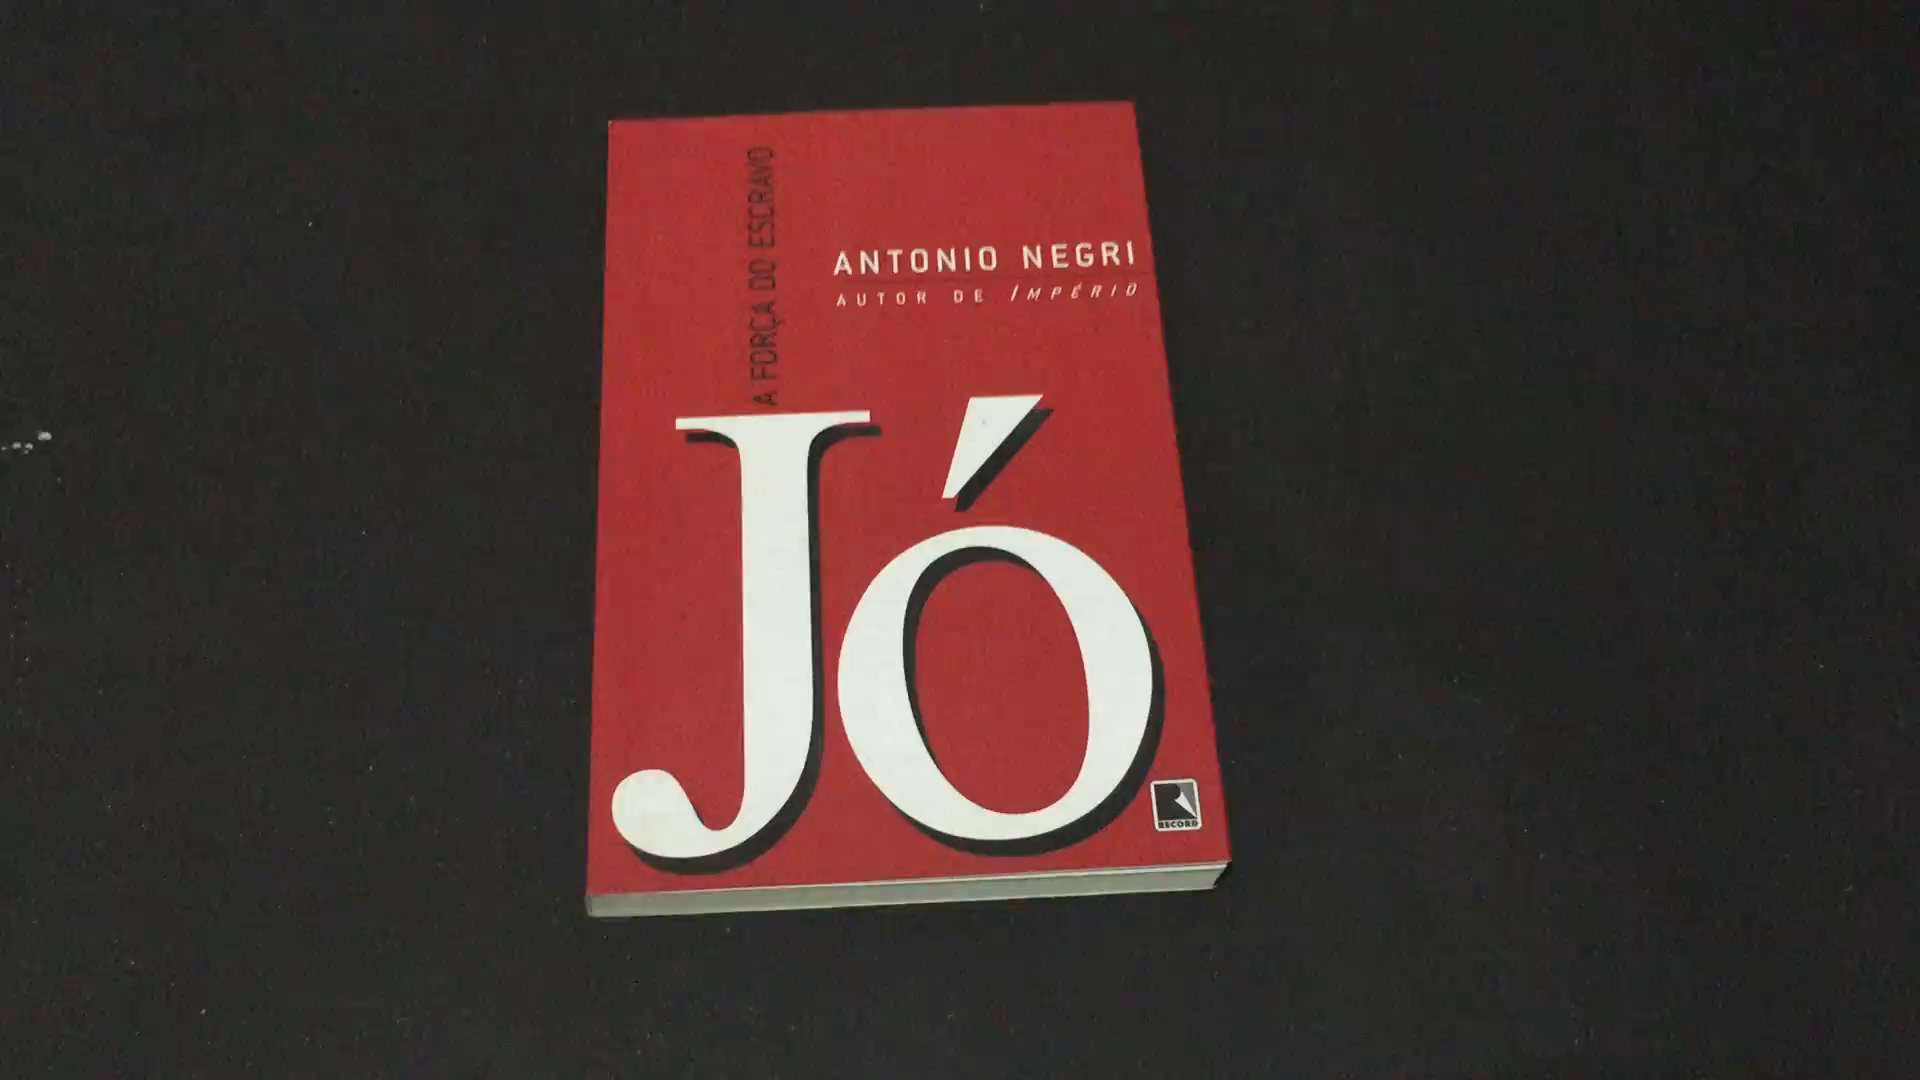 A FORÇA DO ESCRAVO
ANTONIO NEGRI
AUTOR DE IMPÉRIO
Jó
RECORD